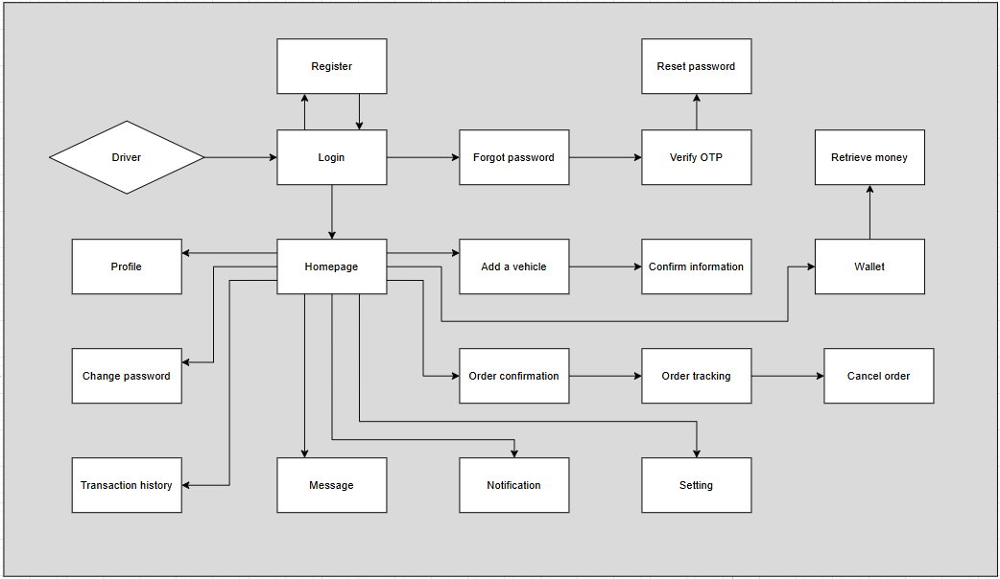 Register
Reset password
Driver
Login
Forgot password
Verify OTP
Retrieve money
Profile
Homepage
Add a vehicle
Confirm information
Wallet
Change password
Order confirmation
Order tracking
Cancel order
Transaction history
Message
Notification
Setting